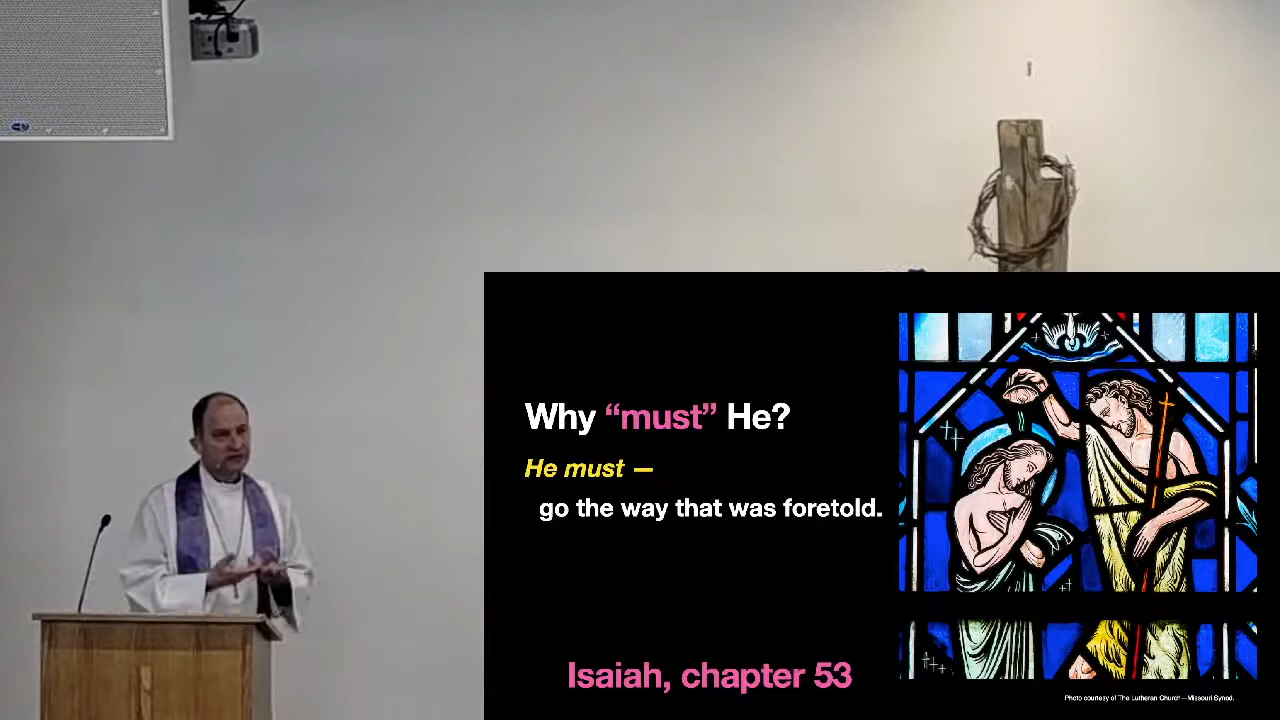 Why “must” He?
He must —
go the way that was foretold.
Isaiah, chapter 53
Photo courtesy of The Lutheran Church—Missouri Synod.